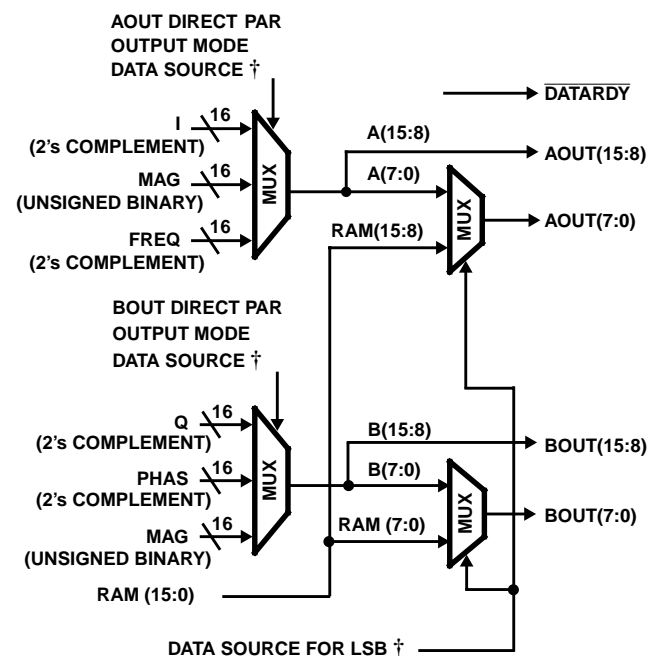 AOUT DIRECT PAR
OUTPUT MODE
DATA SOURCE †
DATARDY
I
16
(2's COMPLEMENT)
A(15:8)
AOUT(15:8)
MAG
16
(UNSIGNED BINARY)
MUX
A(7:0)
MUX
AOUT(7:0)
FREQ
16
(2's COMPLEMENT)
RAM(15:8)
BOUT DIRECT PAR
OUTPUT MODE
DATA SOURCE †
Q
16
(2's COMPLEMENT)
B(15:8)
BOUT(15:8)
PHAS
16
(2's COMPLEMENT)
MUX
B(7:0)
MUX
BOUT(7:0)
MAG
16
(UNSIGNED BINARY)
RAM (7:0)
RAM (15:0)
DATA SOURCE FOR LSB †